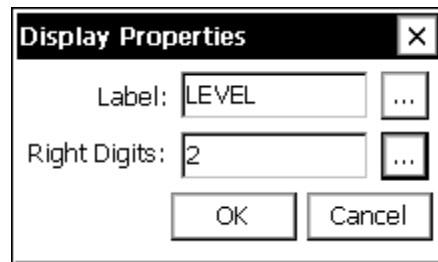 Display Properties
Label: LEVEL ...
Right Digits: 2 ...
OK Cancel